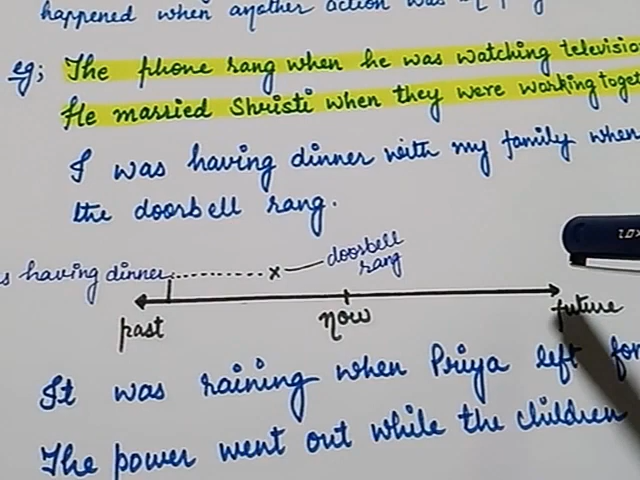 happened when another action was
eg; The phone rang when he was watching televisio
He married Shristi when they were working toge
I was having dinner with my family when
the doorbell rang.
s having dinner
doorbell
rang
past
now
future
It was raining when Priya left for
The power went out while the children